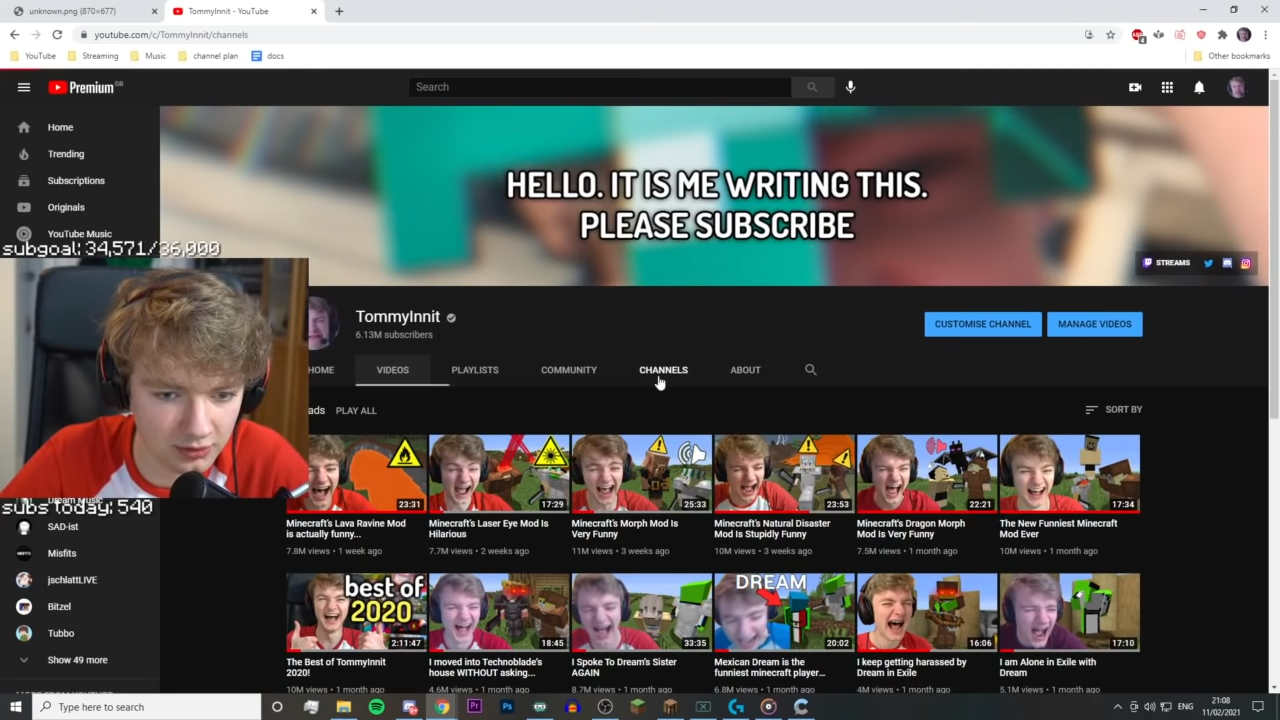 unknown.png (870×677)
TommyInnit - YouTube
youtube.com/c/TommyInnit/channels
YouTube
Streaming
Music
channel plan
docs
Other bookmarks
Premium GB
Search
Home
Trending
Subscriptions
Originals
YouTube Music
HELLO. IT IS ME WRITING THIS.
PLEASE SUBSCRIBE
STREAMS
subgoal: 34,571/36,000
TommyInnit
6.13M subscribers
CUSTOMISE CHANNEL
MANAGE VIDEOS
HOME
VIDEOS
PLAYLISTS
COMMUNITY
CHANNELS
ABOUT
ads
PLAY ALL
SORT BY
23:31
17:29
25:33
23:53
22:21
17:34
Minecraft's Lava Ravine Mod
is actually funny...
7.8M views • 1 week ago
Minecraft's Laser Eye Mod Is
Hilarious
7.7M views • 2 weeks ago
Minecraft's Morph Mod Is
Very Funny
11M views • 3 weeks ago
Minecraft's Natural Disaster
Mod Is Stupidly Funny
10M views • 3 weeks ago
Minecraft's Dragon Morph
Mod Is Very Funny
7.5M views • 1 month ago
The New Funniest Minecraft
Mod Ever
10M views • 1 month ago
Dream Music
subs today: 540
SAD-ist
Misfits
jschlattLIVE
Bitzel
Tubbo
Show 49 more
best of
2020
2:11:47
18:45
33:35
DREAM
20:02
16:06
17:10
The Best of TommyInnit
2020!
10M views • 1 month ago
I moved into Technoblade's
house WITHOUT asking...
4.6M views • 1 month ago
I Spoke To Dream's Sister
AGAIN
8.7M views • 1 month ago
Mexican Dream is the
funniest minecraft player...
6.8M views • 1 month ago
I keep getting harassed by
Dream in Exile
4M views • 1 month ago
I am Alone in Exile with
Dream
5.1M views • 1 month ago
Type here to search
ENG
21:08
11/02/2021